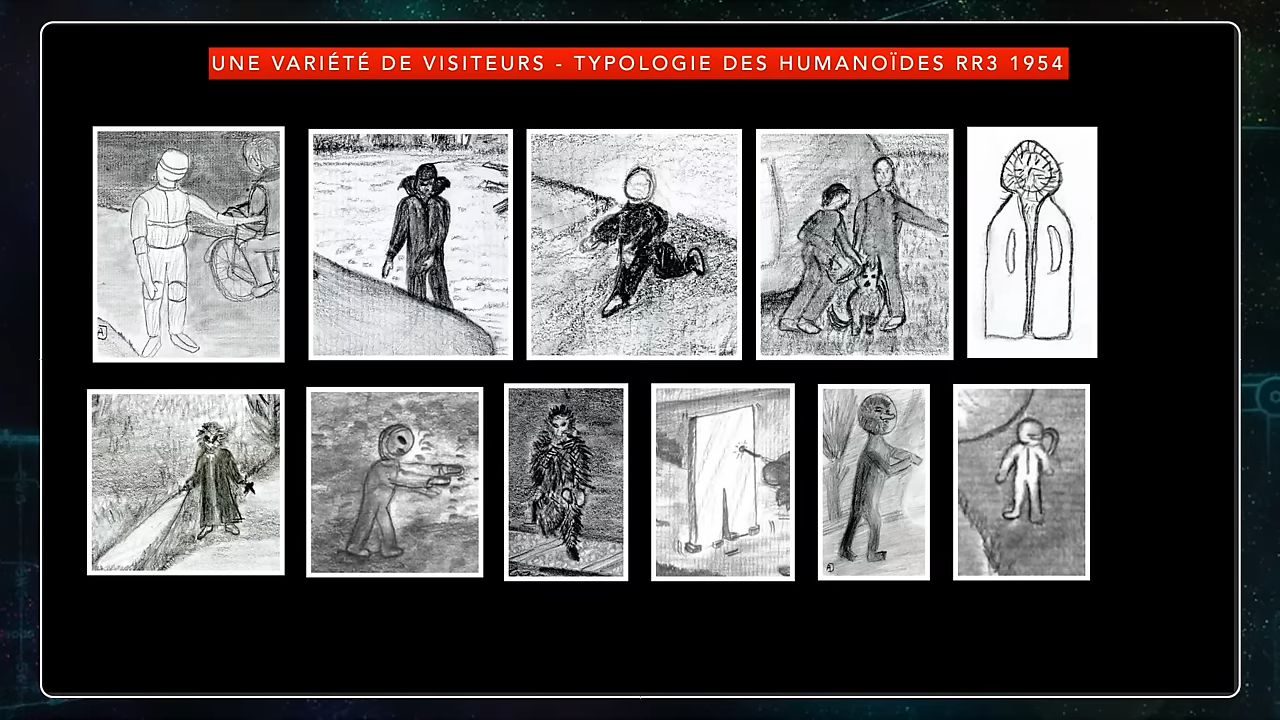 UNE VARIÉTÉ DE VISITEURS - TYPOLOGIE DES HUMANOÏDES RR3 1954